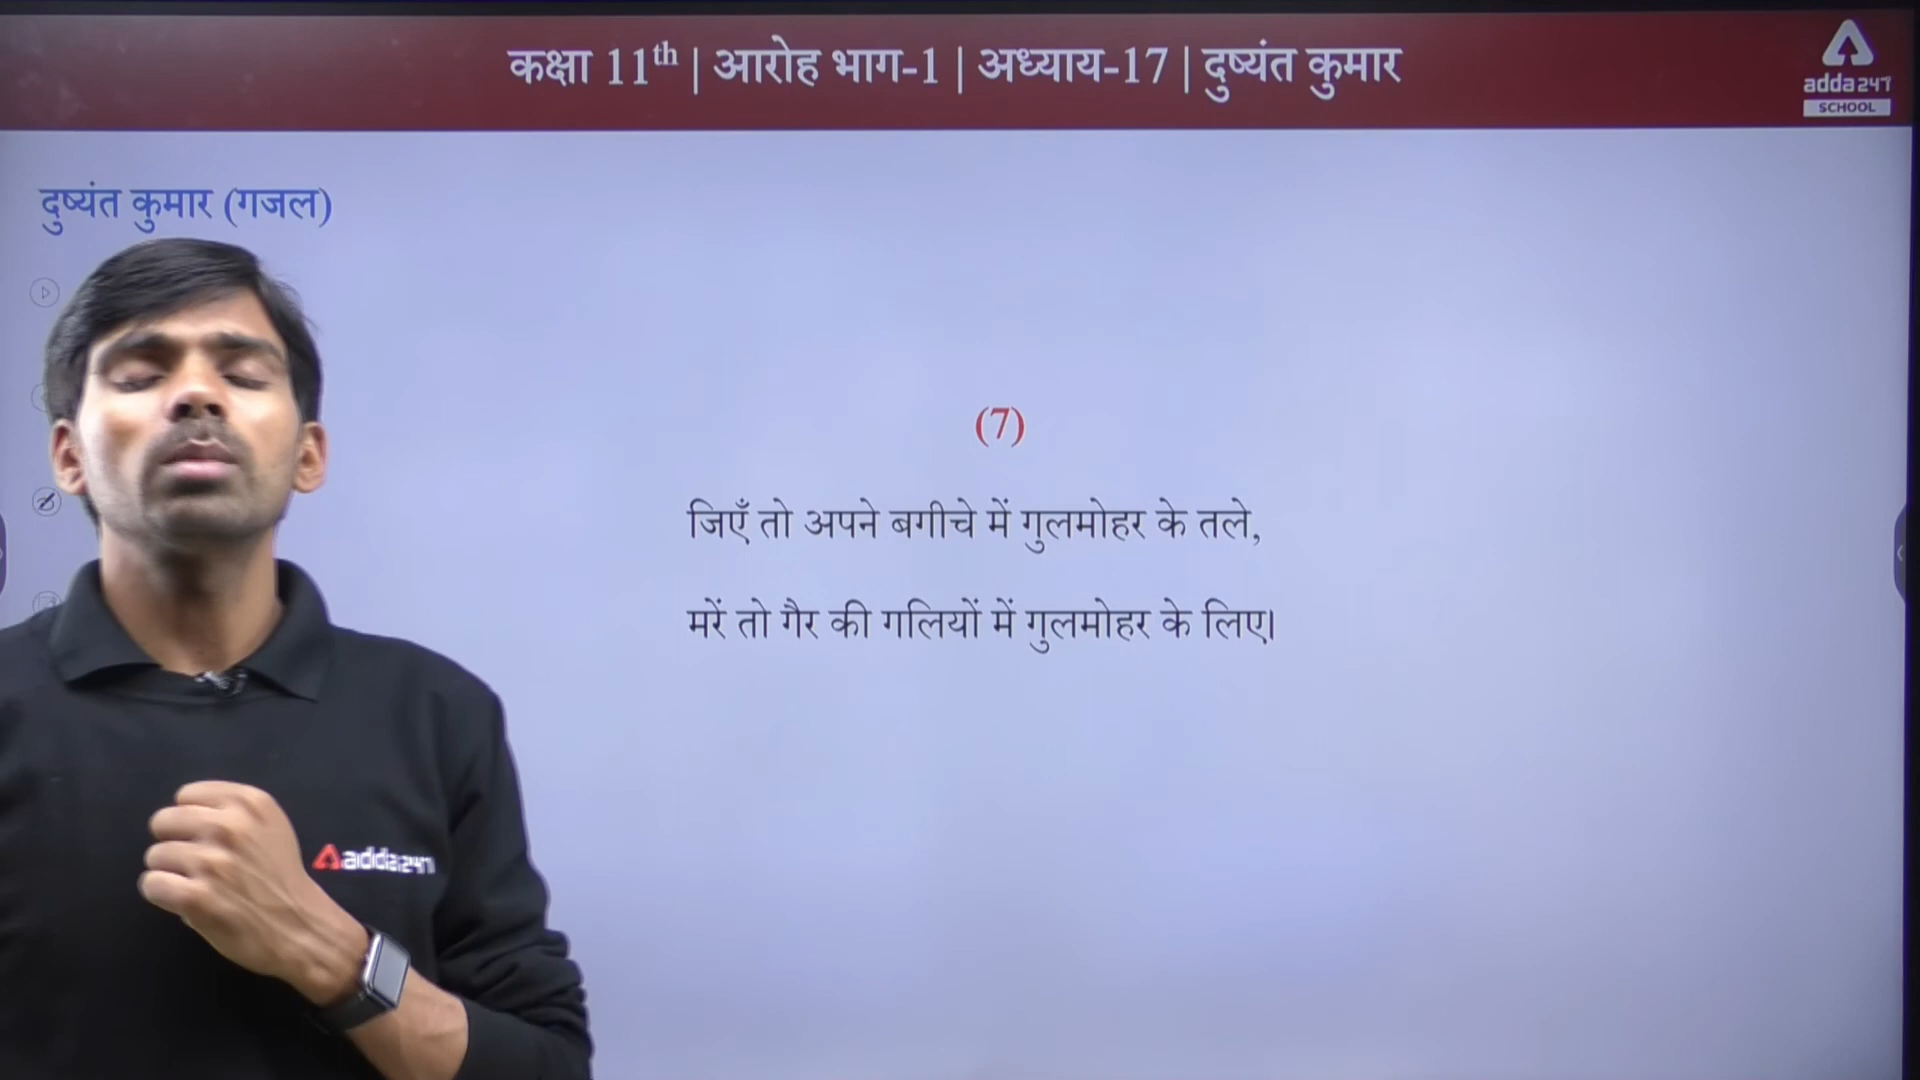 कक्षा 11th | आरोह भाग-1 | अध्याय-17 | दुष्यंत कुमार
adda247
SCHOOL
दुष्यंत कुमार (गजल)
(7)
जिएँ तो अपने बगीचे में गुलमोहर के तले,
मरें तो गैर की गलियों में गुलमोहर के लिए।
adda247